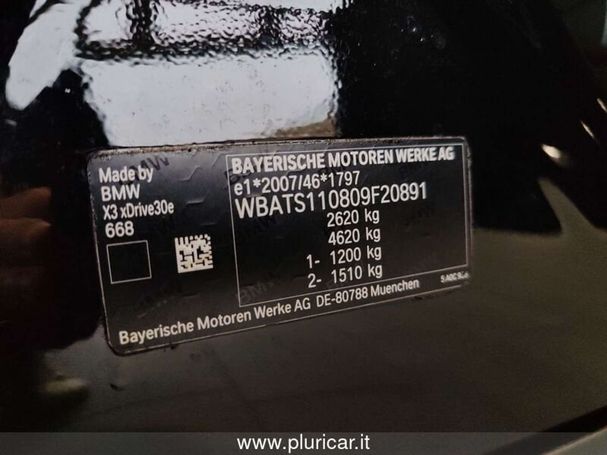 Made by
BMW
X3 xDrive30e
668
BAYERISCHE MOTOREN WERKE AG
e1*2007/46*1797
WBATS110809F20891
2620 kg
4620 kg
1- 1200 kg
2- 1510 kg
Bayerische Motoren Werke AG DE-80788 Muenchen
www.pluricar.it